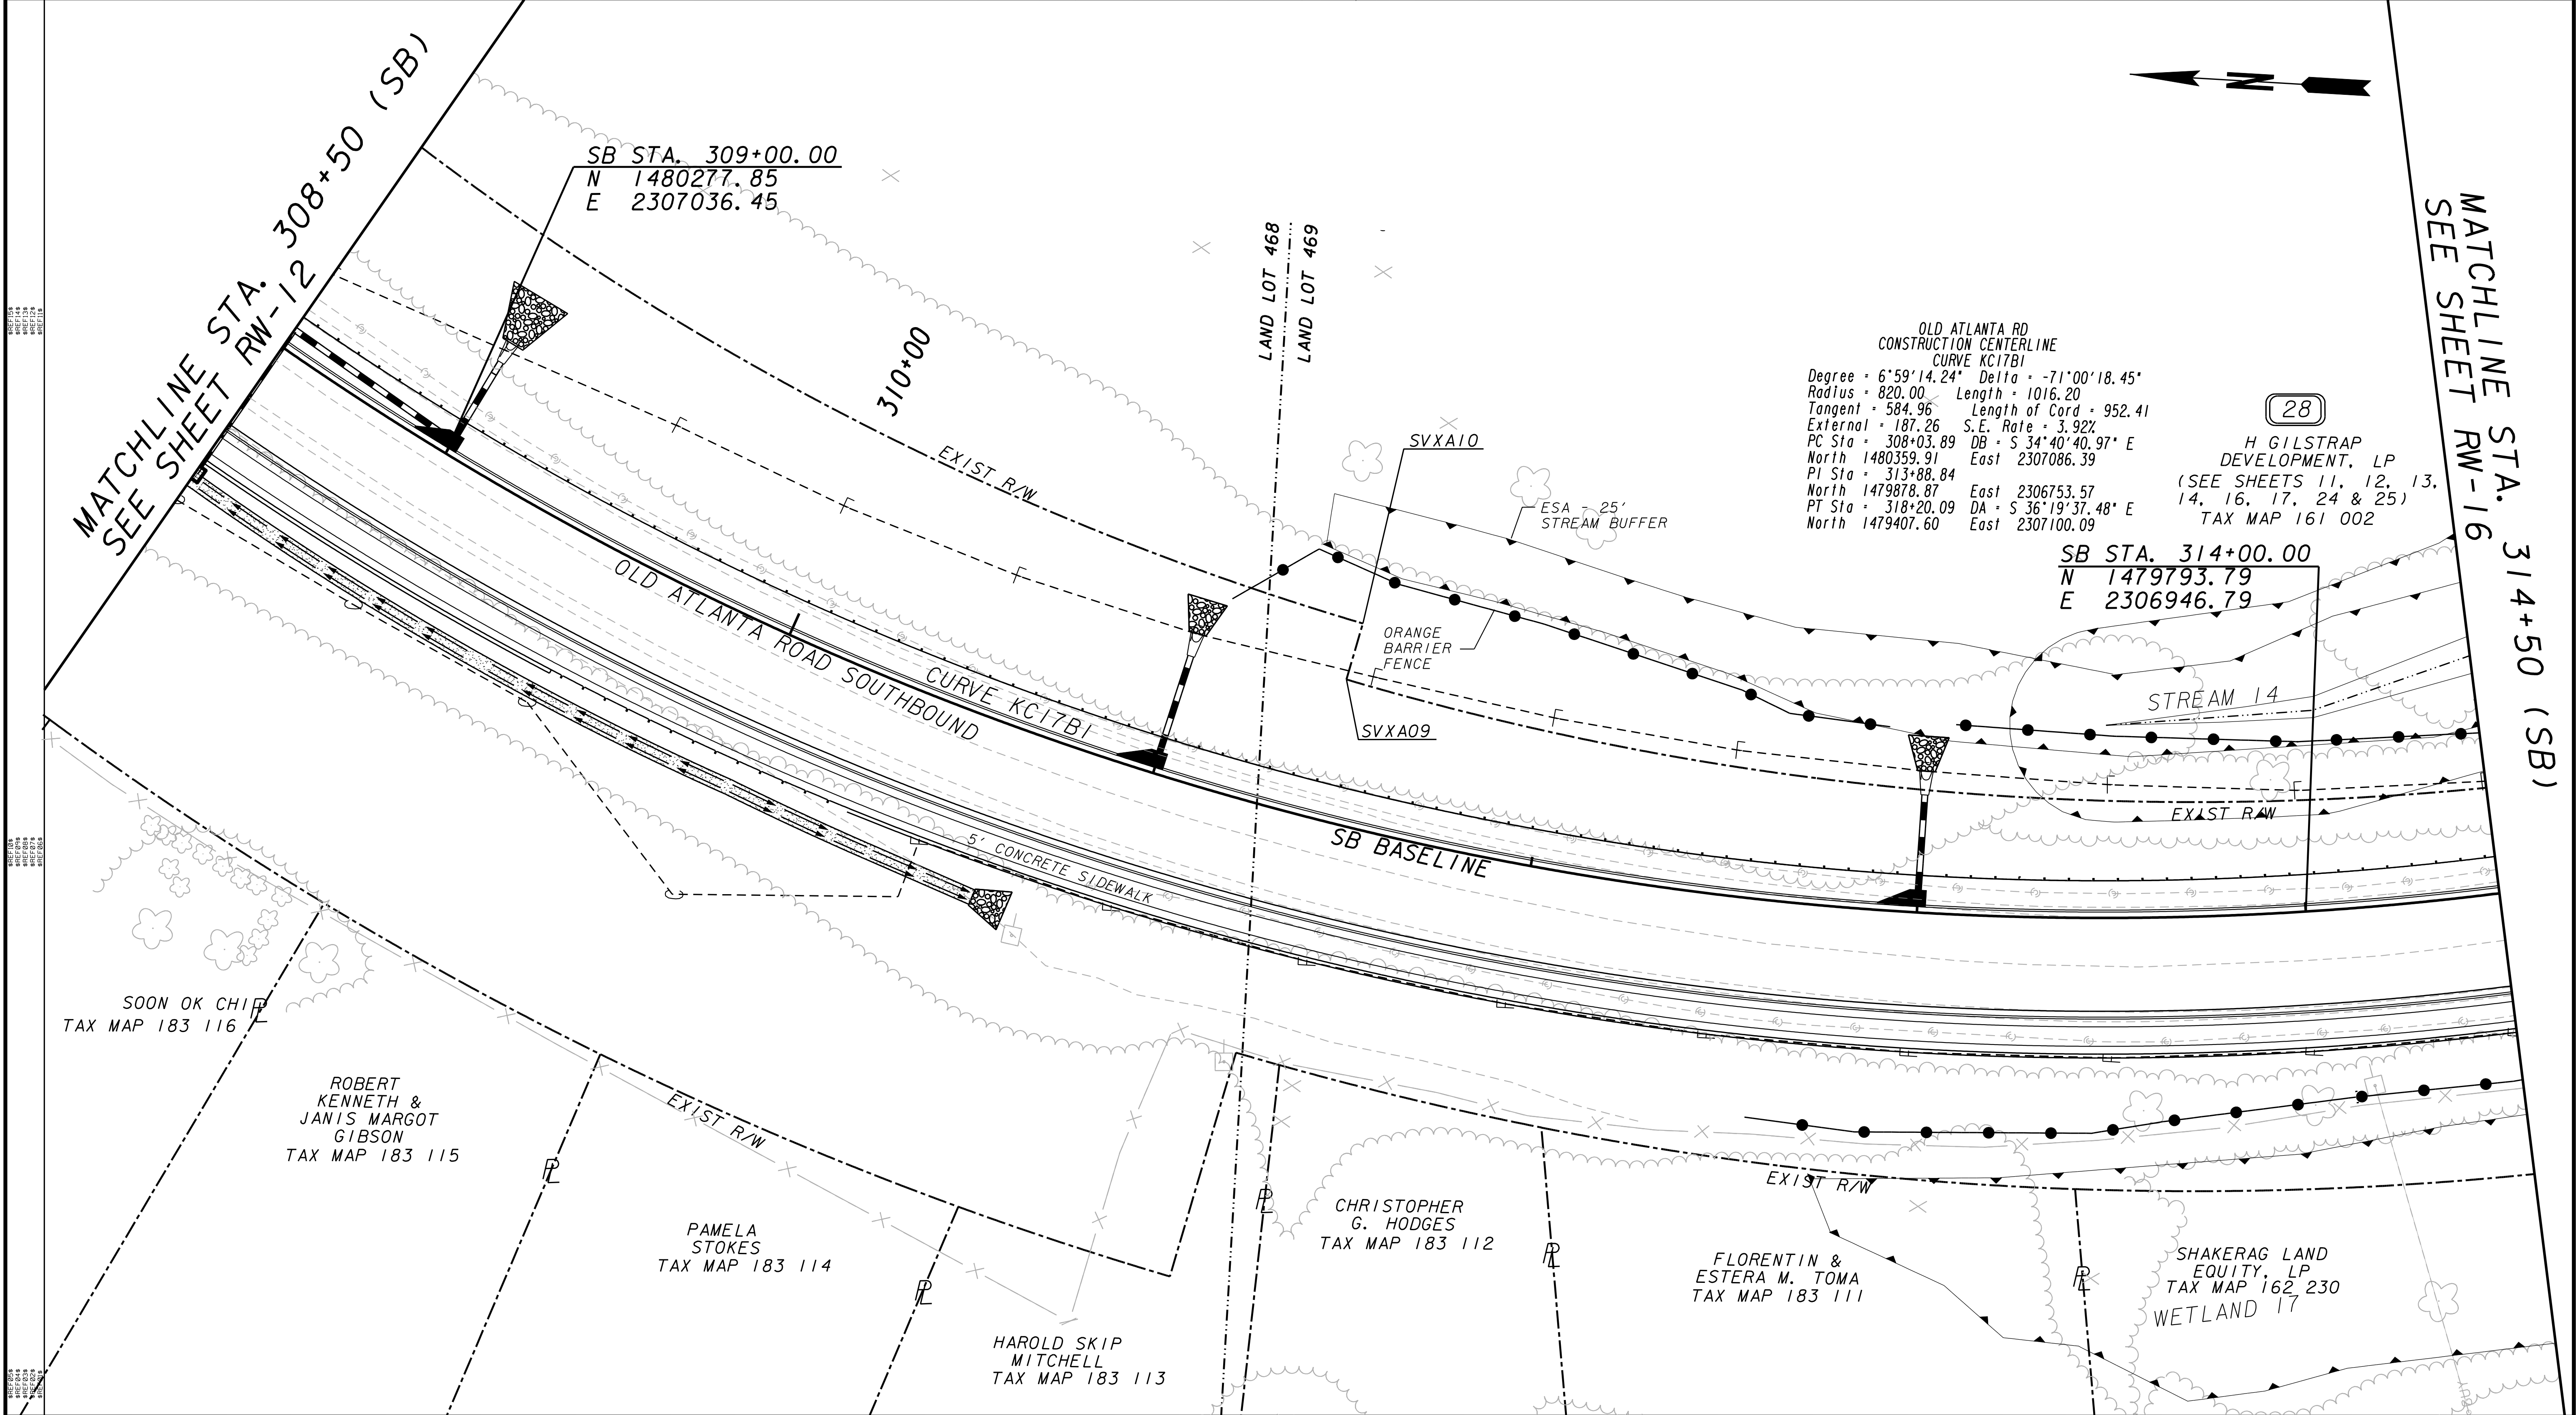 MATCHLINE STA. 308+50 (SB)
SEE SHEET RW-12
SB STA. 309+00.00
N 1480277.85
E 2307036.45
310+00
EXIST R/W
LAND LOT 468
LAND LOT 469
N
MATCHLINE STA. 314+50 (SB)
SEE SHEET RW-16
OLD ATLANTA RD
CONSTRUCTION CENTERLINE
CURVE KC17B1
Degree = 6°59'14.24" Delta = -71°00'18.45"
Radius = 820.00 Length = 1016.20
Tangent = 584.96 Length of Cord = 952.41
External = 187.26 S.E. Rate = 3.92%
PC Sta = 308+03.89 DB = S 34°40'40.97" E
North 1480359.91 East 2307086.39
PI Sta = 313+88.84
North 1479878.87 East 2306753.57
PT Sta = 318+20.09 DA = S 36°19'37.48" E
North 1479407.60 East 2307100.09
28
H GILSTRAP
DEVELOPMENT, LP
(SEE SHEETS 11, 12, 13,
14, 16, 17, 24 & 25)
TAX MAP 161 002
SB STA. 314+00.00
N 1479793.79
E 2306946.79
SVXA10
ESA - 25'
STREAM BUFFER
ORANGE
BARRIER
FENCE
SVXA09
STREAM 14
EXIST R/W
OLD ATLANTA ROAD SOUTHBOUND
CURVE KC17B1
SB BASELINE
5' CONCRETE SIDEWALK
SOON OK CHI
TAX MAP 183 116
ROBERT
KENNETH &
JANIS MARGOT
GIBSON
TAX MAP 183 115
EXIST R/W
PAMELA
STOKES
TAX MAP 183 114
HAROLD SKIP
MITCHELL
TAX MAP 183 113
CHRISTOPHER
G. HODGES
TAX MAP 183 112
EXIST R/W
FLORENTIN &
ESTERA M. TOMA
TAX MAP 183 111
SHAKERAG LAND
EQUITY, LP
TAX MAP 162 230
WETLAND 17